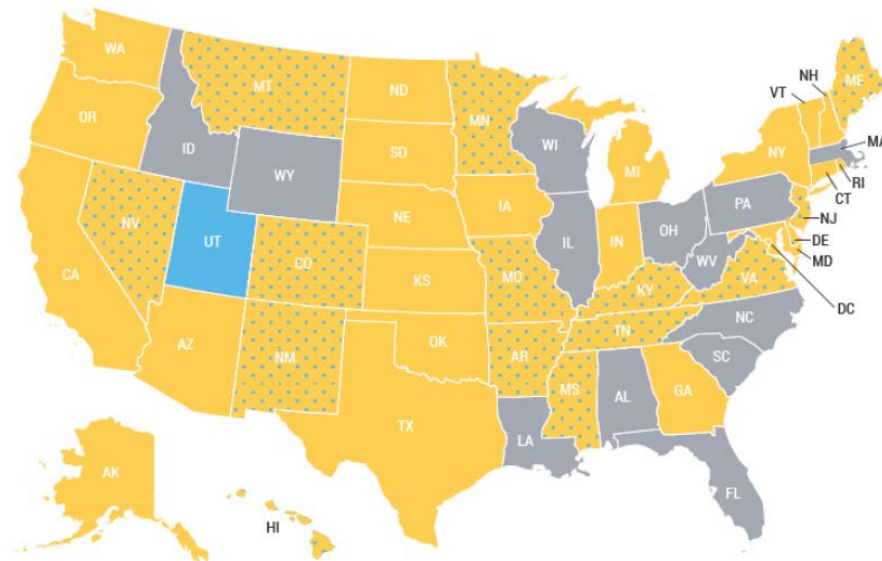 WA
MT
ND
MN
OR
ID
WY
SD
WI
MI
NH
VT
ME
NY
MA
RI
CT
NV
UT
CO
NE
IA
IL
IN
OH
PA
NJ
DE
MD
DC
CA
KS
MO
KY
WV
VA
AZ
NM
OK
AR
TN
NC
SC
TX
LA
MS
AL
GA
FL
AK
HI